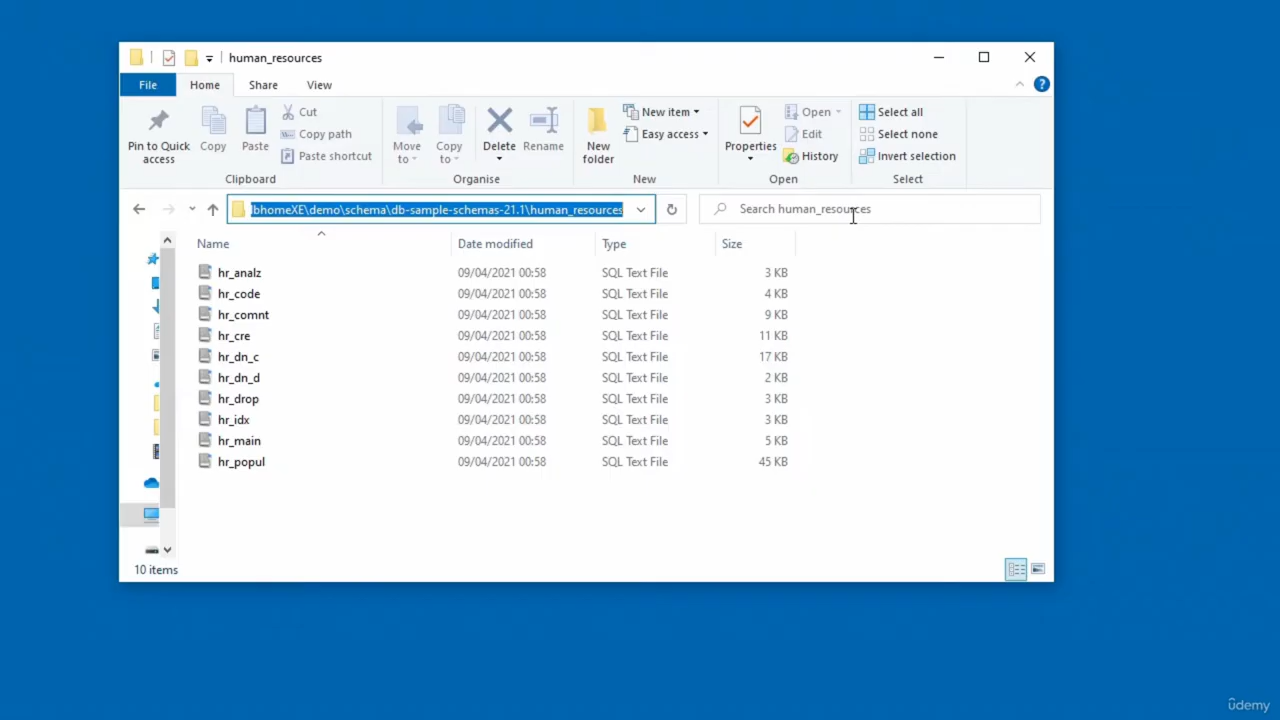 human_resources
File Home Share View
Pin to Quick access
Copy
Paste
Cut
Copy path
Paste shortcut
Clipboard
Move to
Copy to
Delete
Rename
Organise
New folder
New item
Easy access
New
Properties
Open
Edit
History
Open
Select all
Select none
Invert selection
Select
bhomeXE\demo\schema\db-sample-schemas-21.1\human_resources
Search human_resources
Name Date modified Type Size
hr_analz 09/04/2021 00:58 SQL Text File 3 KB
hr_code 09/04/2021 00:58 SQL Text File 4 KB
hr_comnt 09/04/2021 00:58 SQL Text File 9 KB
hr_cre 09/04/2021 00:58 SQL Text File 11 KB
hr_dn_c 09/04/2021 00:58 SQL Text File 17 KB
hr_dn_d 09/04/2021 00:58 SQL Text File 2 KB
hr_drop 09/04/2021 00:58 SQL Text File 3 KB
hr_idx 09/04/2021 00:58 SQL Text File 3 KB
hr_main 09/04/2021 00:58 SQL Text File 5 KB
hr_popul 09/04/2021 00:58 SQL Text File 45 KB
10 items
ûdemy